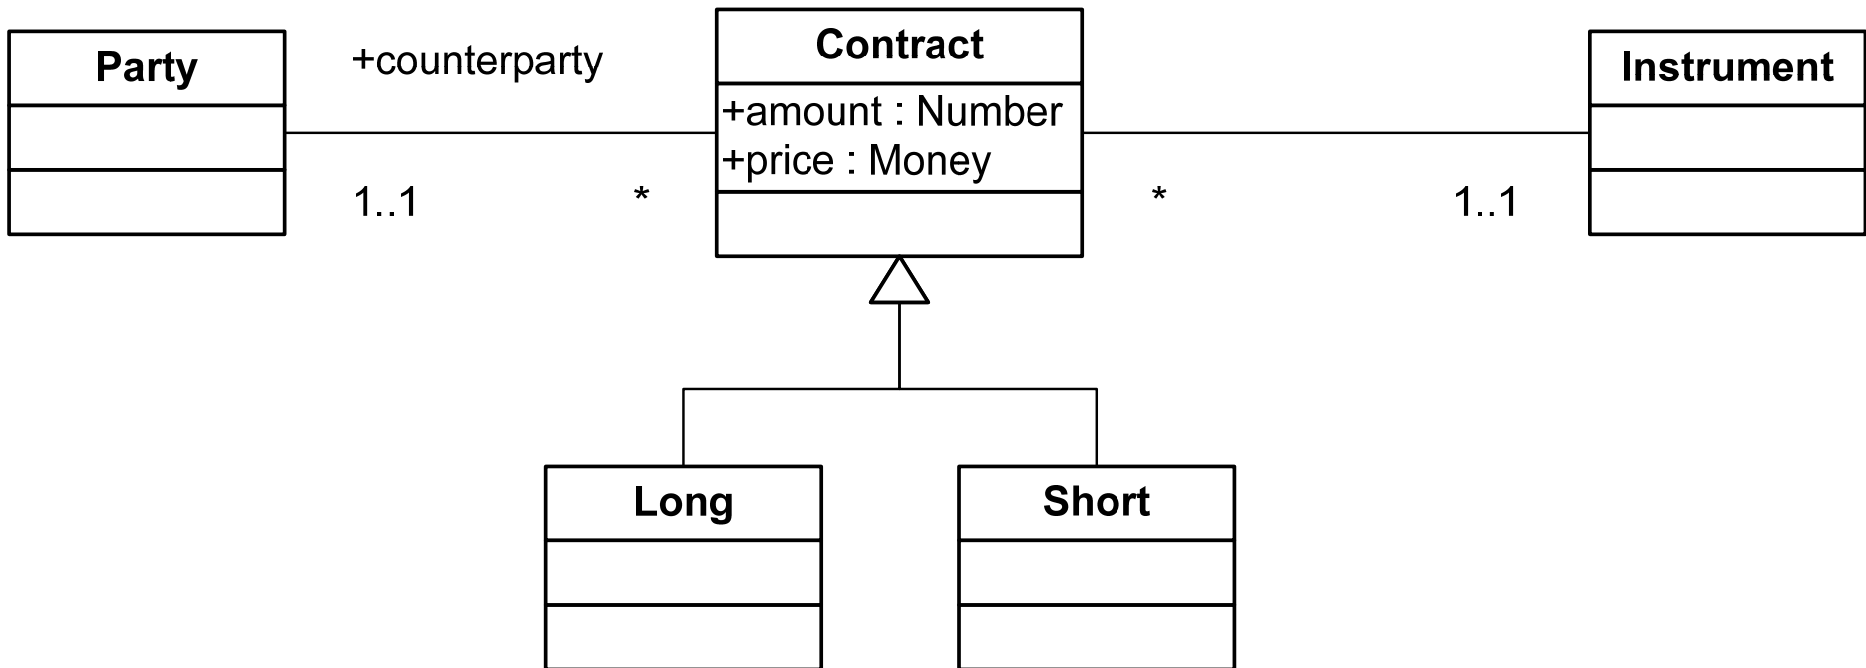 Party
+counterparty
Contract
Instrument
+amount : Number
+price : Money
1..1
*
*
1..1
Long
Short